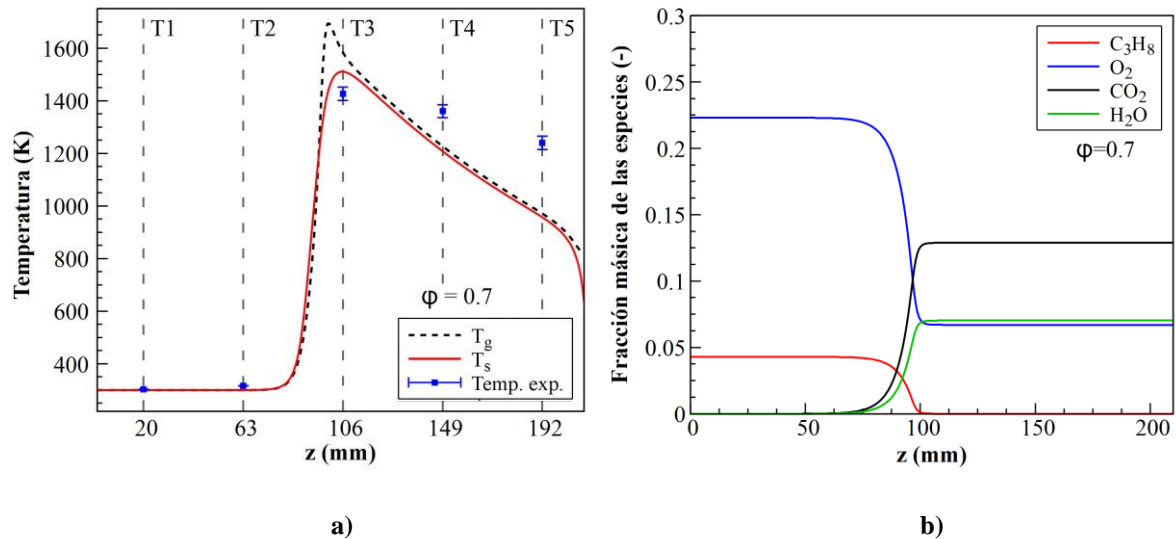 T1 T2 T3 T4 T5
1600
1400
1200
1000
800
600
400
Temperatura (K)
φ = 0.7
T_g
T_s
Temp. exp.
20 63 106 149 192
z (mm)
a)
0.3
0.25
0.2
0.15
0.1
0.05
0
Fracción másica de las especies (-)
C₃H₈
O₂
CO₂
H₂O
φ=0.7
0 50 100 150 200
z (mm)
b)